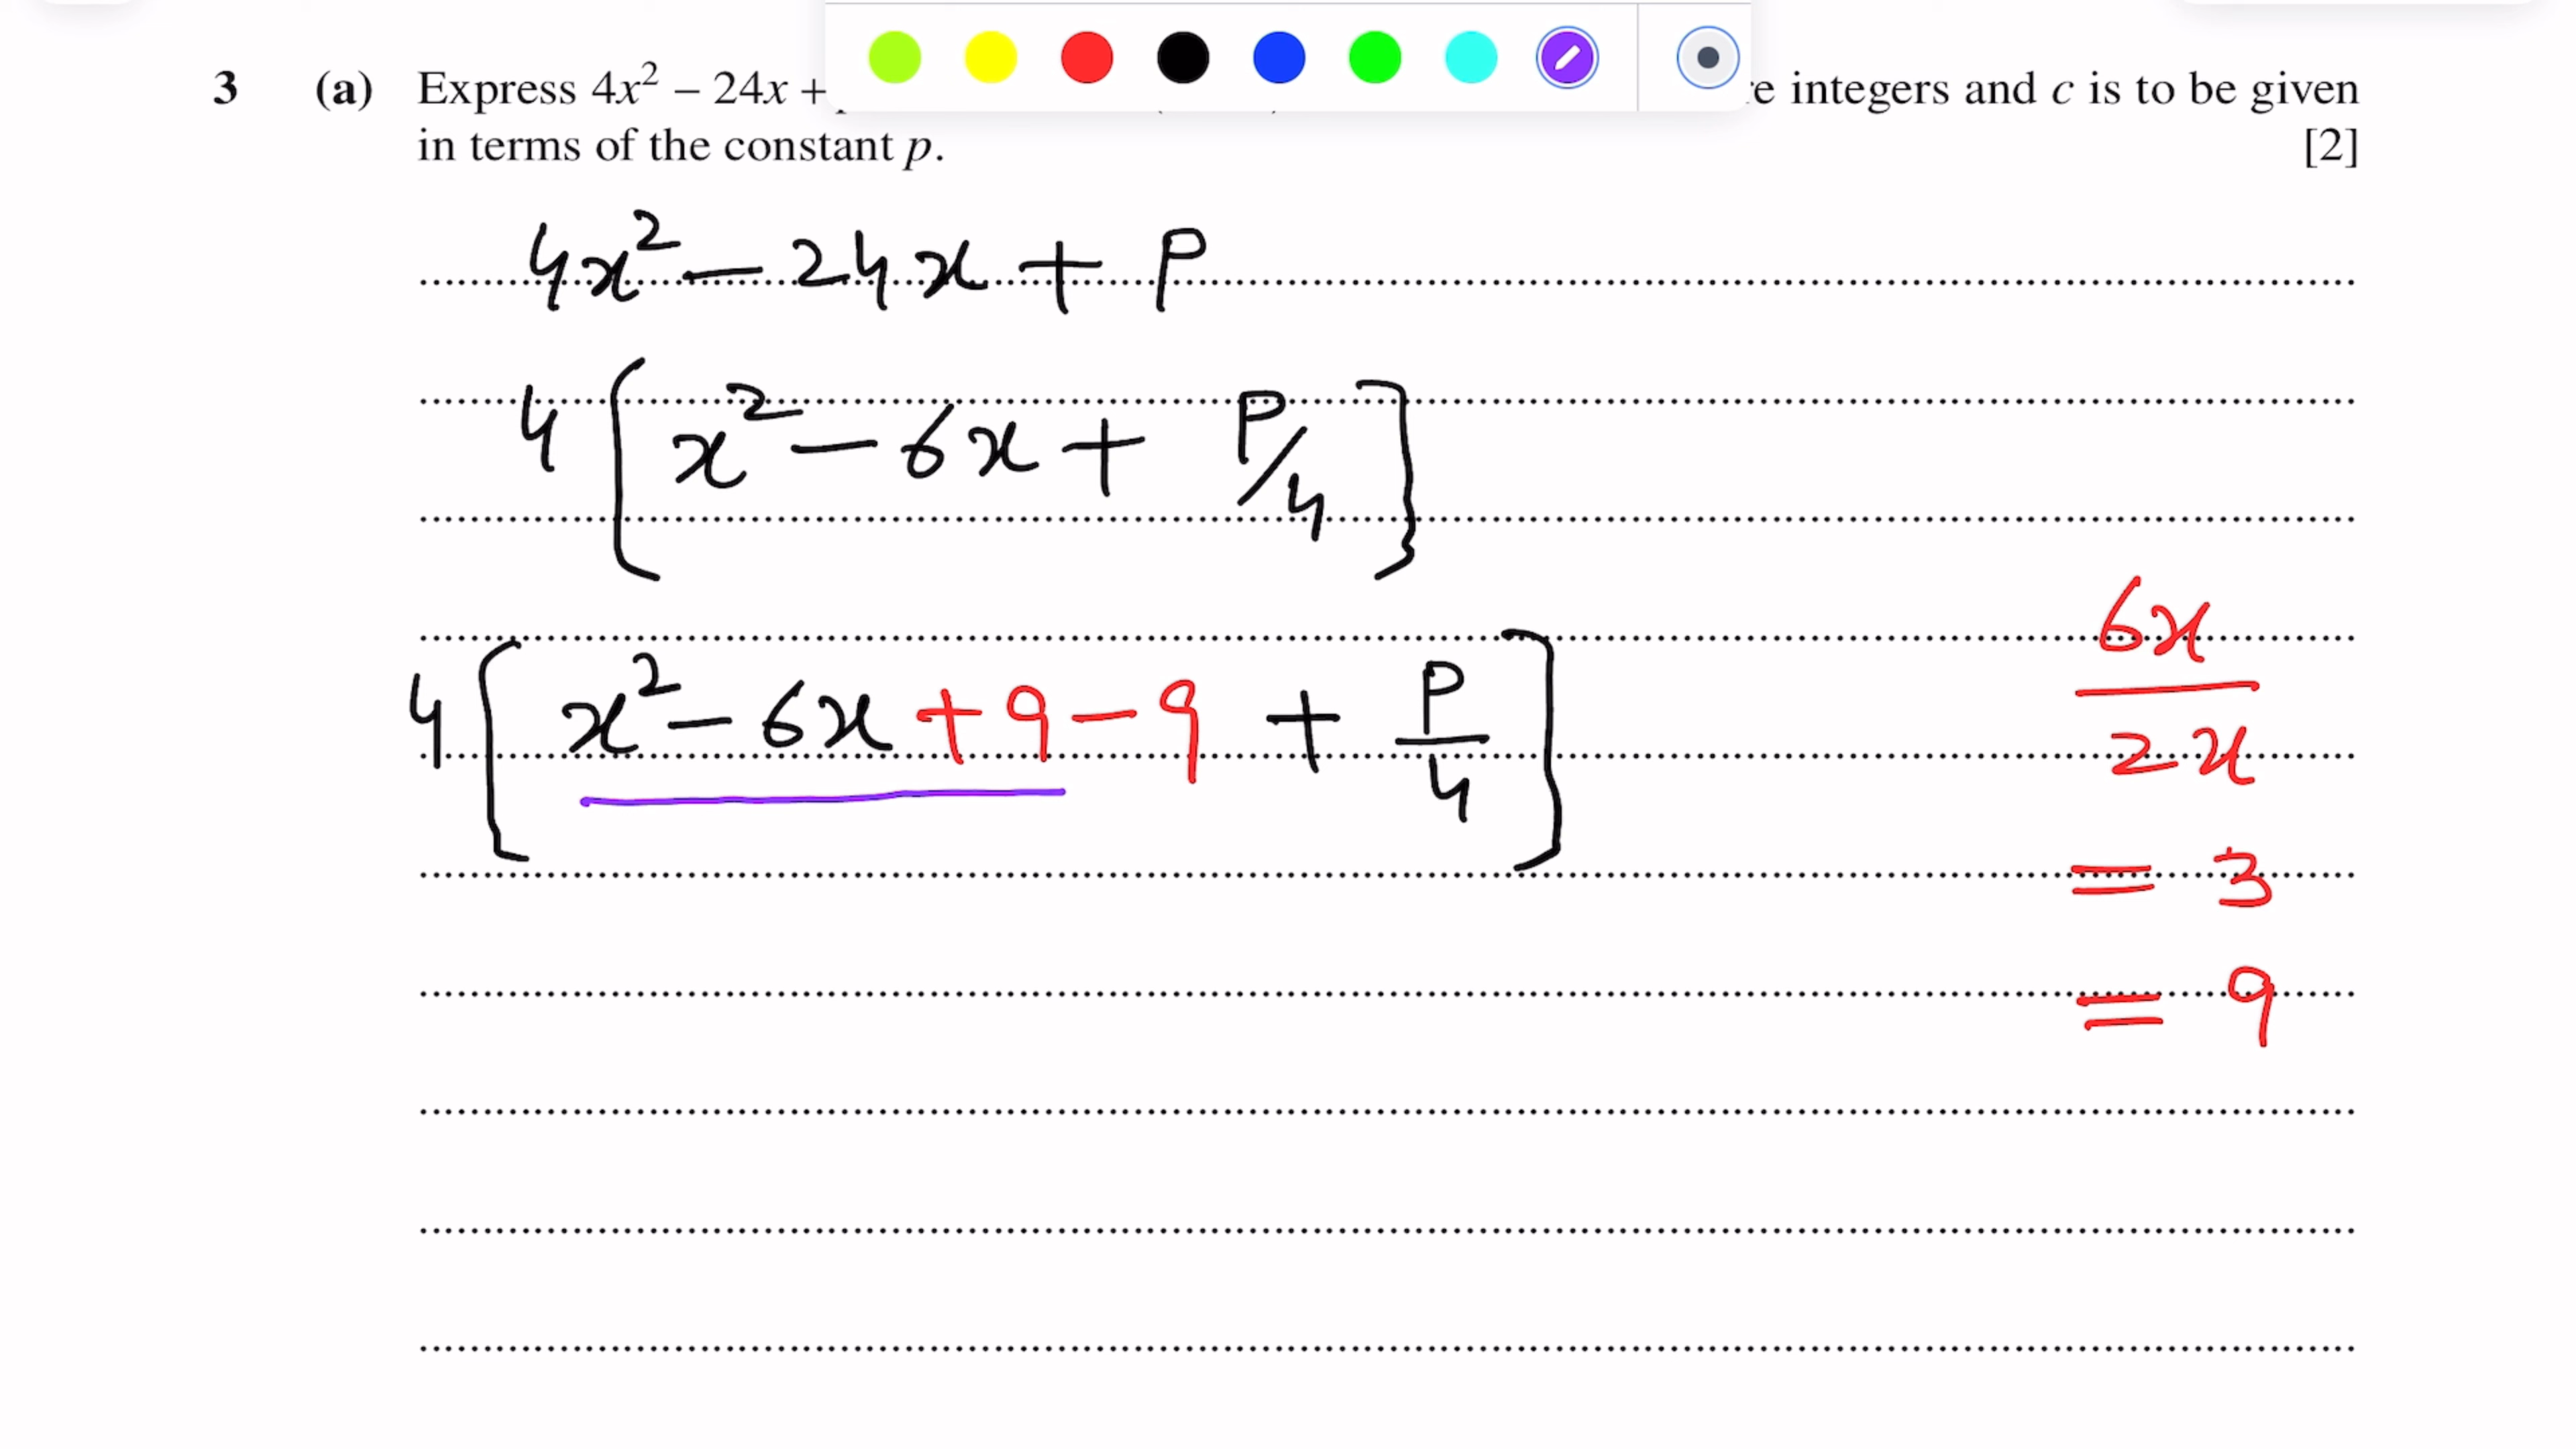 3 (a) Express 4x² − 24x + e integers and c is to be given
in terms of the constant p. [2]
4x² − 24x + P
4 [ x² − 6x + P/4 ]
4 [ x² − 6x + 9 − 9 + P/4 ]
6x
2x
= 3
= 9